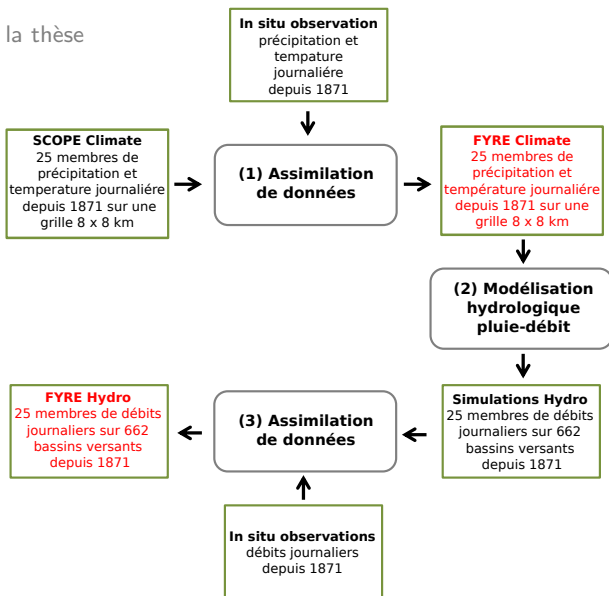 la thèse
In situ observation
précipitation et
tempature
journaliére
depuis 1871
SCOPE Climate
25 membres de
précipitation et
temperature journaliére
depuis 1871 sur une
grille 8 x 8 km
(1) Assimilation
de données
FYRE Climate
25 membres de
précipitation et
température journaliére
depuis 1871 sur une
grille 8 x 8 km
(2) Modélisation
hydrologique
pluie-débit
Simulations Hydro
25 membres de débits
journaliers sur 662
bassins versants
depuis 1871
(3) Assimilation
de données
FYRE Hydro
25 membres de débits
journaliers sur 662
bassins versants
depuis 1871
In situ observations
débits journaliers
depuis 1871